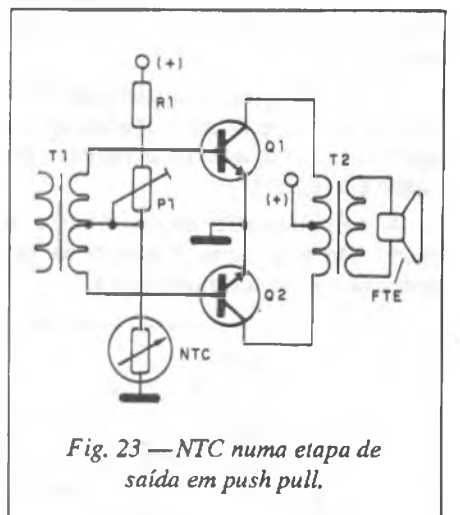 (+)
R1
T1
P1
Q1
T2
(+)
Q2
FTE
NTC
Fig. 23 — NTC numa etapa de
saída em push pull.